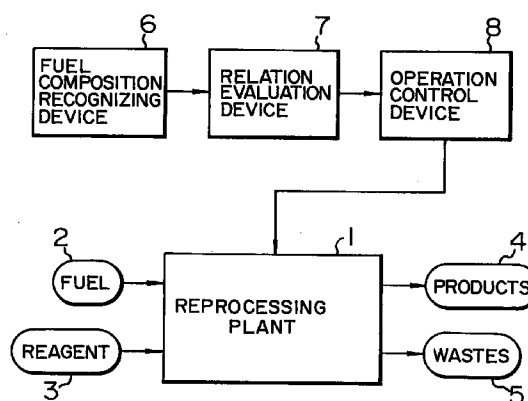 6
7
8
FUEL
COMPOSITION
RECOGNIZING
DEVICE
RELATION
EVALUATION
DEVICE
OPERATION
CONTROL
DEVICE
2
1
4
FUEL
REPROCESSING
PLANT
PRODUCTS
REAGENT
WASTES
3
5